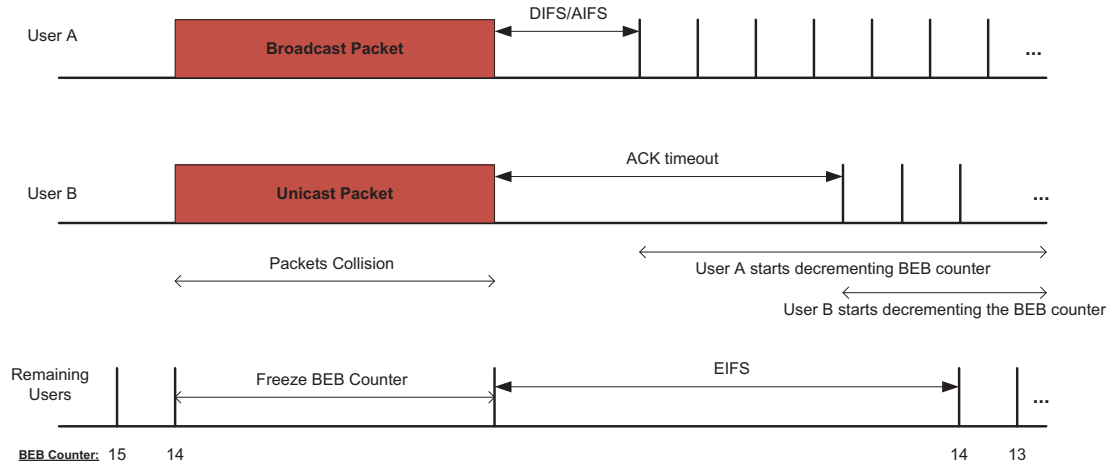 DIFS/AIFS
User A
Broadcast Packet
...
ACK timeout
User B
Unicast Packet
...
Packets Collision
User A starts decrementing BEB counter
User B starts decrementing the BEB counter
Remaining
Users
Freeze BEB Counter
EIFS
...
BEB Counter: 15 14 14 13